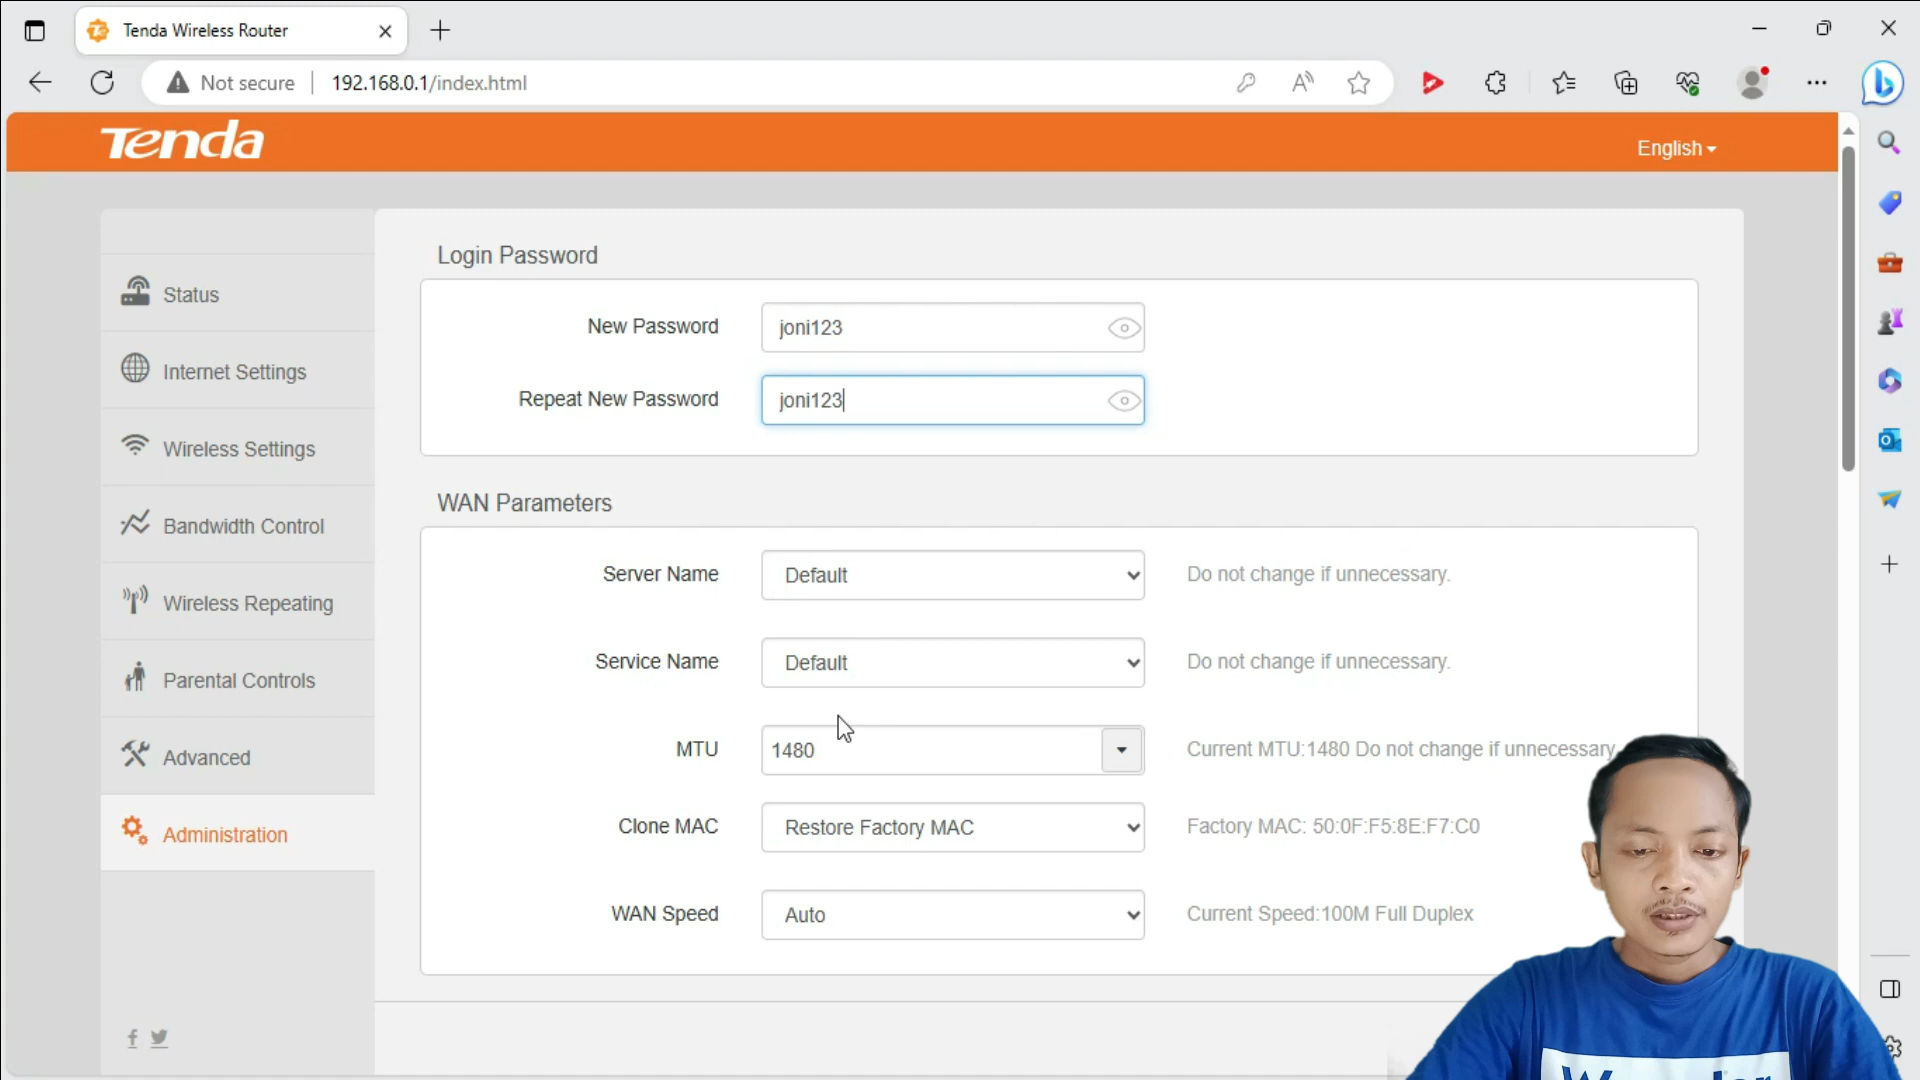 Tenda Wireless Router
Not secure
192.168.0.1/index.html
Tenda
English
Login Password
Status
New Password
joni123
Internet Settings
Repeat New Password
joni123
Wireless Settings
WAN Parameters
Bandwidth Control
Server Name
Default
Do not change if unnecessary.
Wireless Repeating
Service Name
Default
Do not change if unnecessary.
Parental Controls
MTU
1480
Current MTU:1480 Do not change if unnecessary.
Advanced
Clone MAC
Restore Factory MAC
Factory MAC: 50:0F:F5:8E:F7:C0
Administration
WAN Speed
Auto
Current Speed:100M Full Duplex